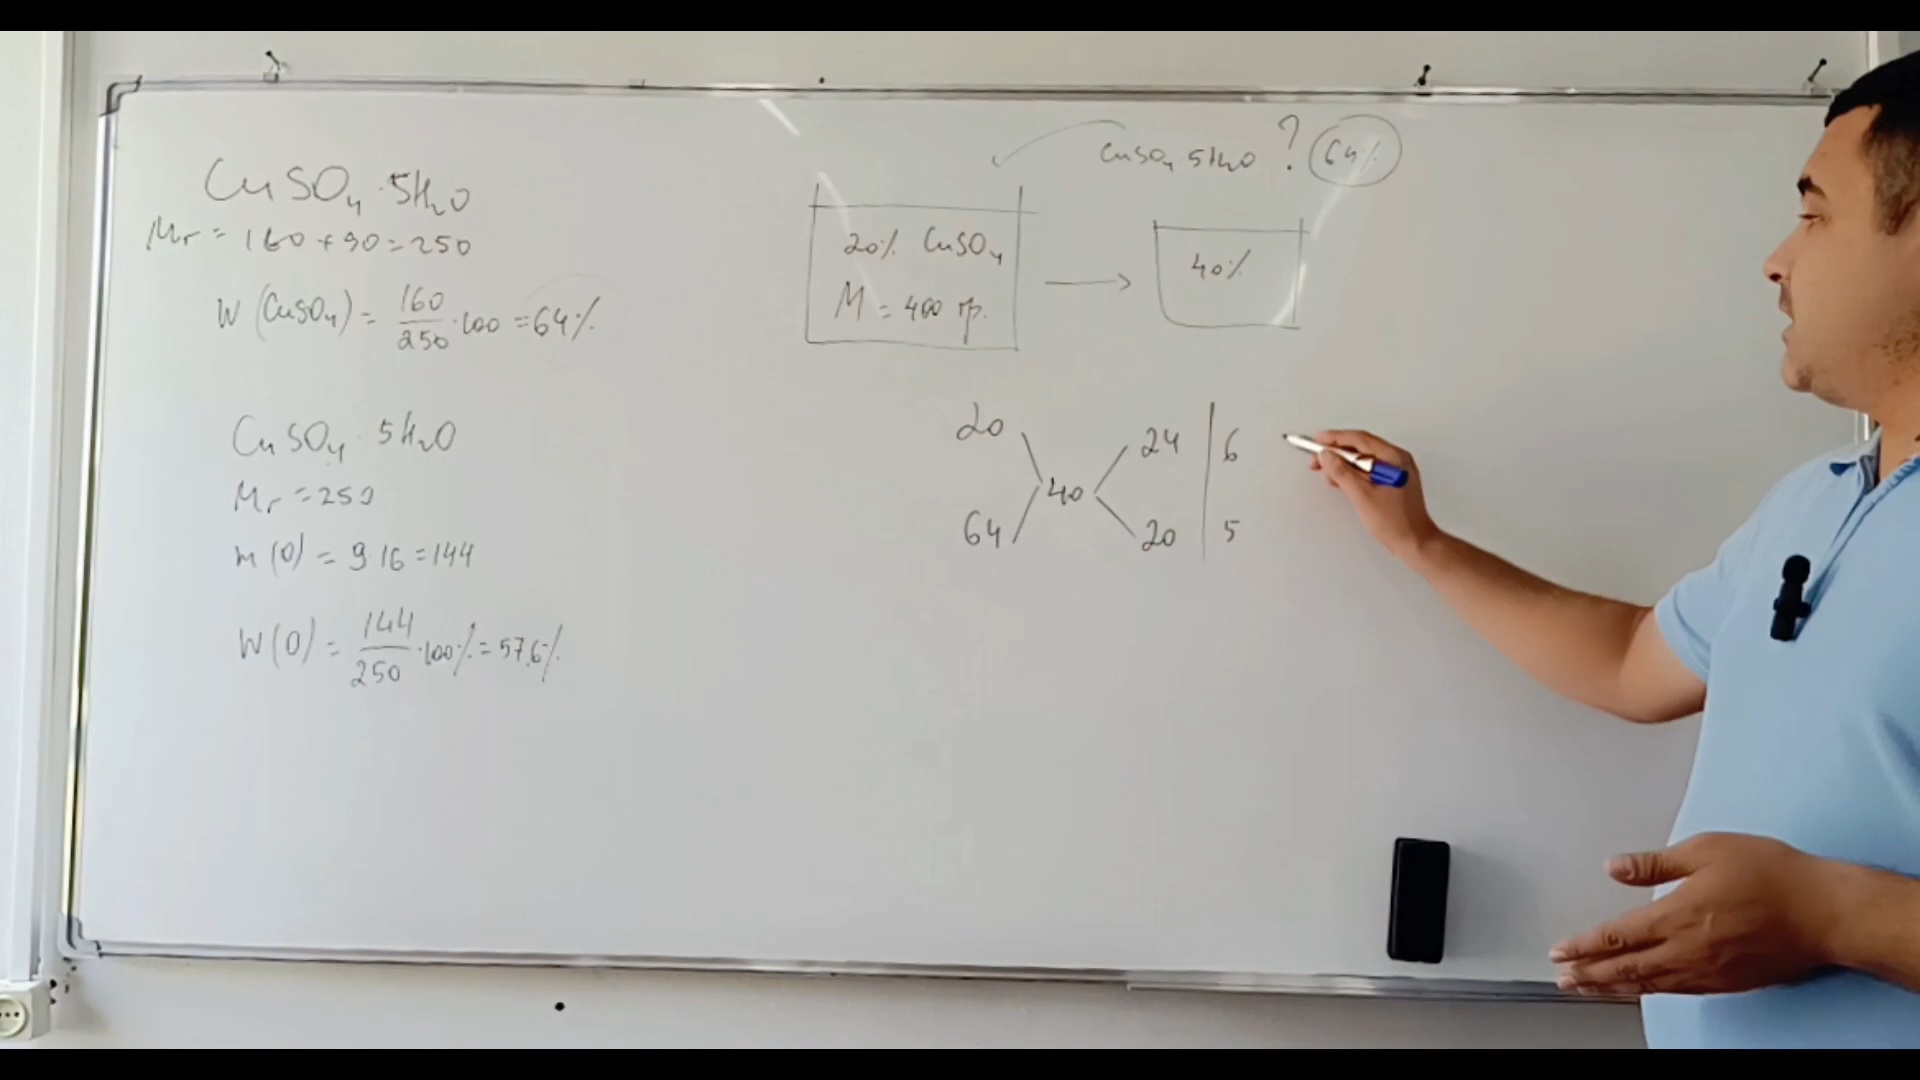 CuSO₄·5H₂O
Mr = 160 + 90 = 250
W (CuSO₄) = 160/250 · 100 = 64%
CuSO₄ · 5H₂O
Mr = 250
m (O) = 9·16 = 144
W (O) = 144/250 · 100% = 57,6%
CuSO₄·5H₂O ? 64%
20% CuSO₄
M = 400 гр.
40%
20 24 6
40
64 20 5